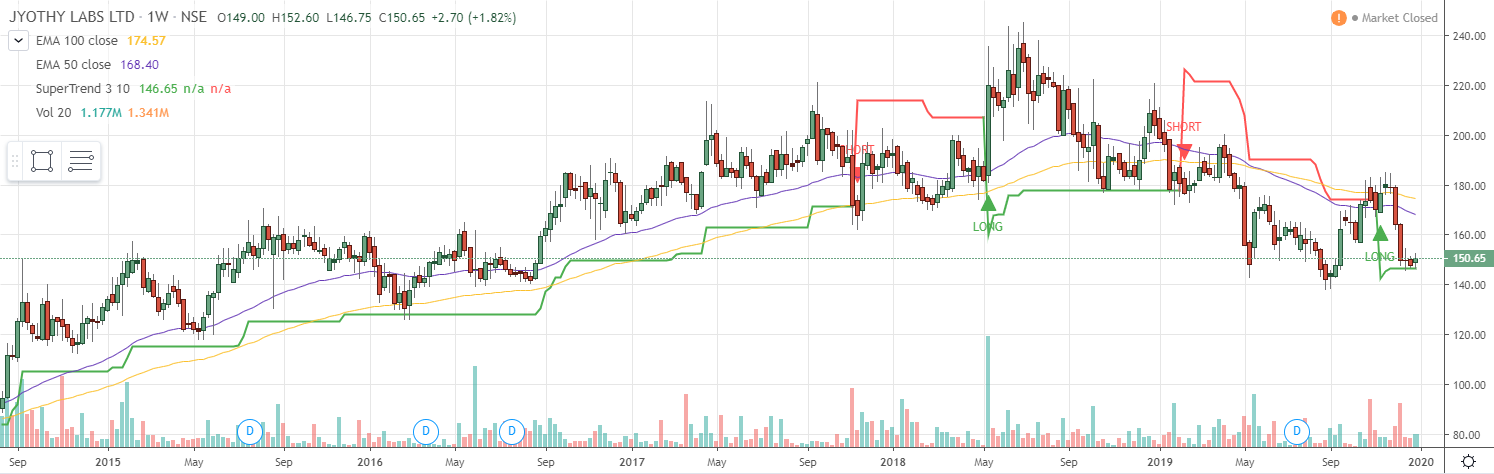 JYOTHY LABS LTD · 1W · NSE O149.00 H152.60 L146.75 C150.65 +2.70 (+1.82%)
! Market Closed
EMA 100 close 174.57
EMA 50 close 168.40
SuperTrend 3 10 146.65 n/a n/a
Vol 20 1.177M 1.341M
240.00
220.00
200.00
180.00
160.00
150.65
140.00
120.00
100.00
80.00
SHORT
SHORT
LONG
LONG
D
D
D
D
Sep 2015 May Sep 2016 May Sep 2017 May Sep 2018 May Sep 2019 May Sep 2020